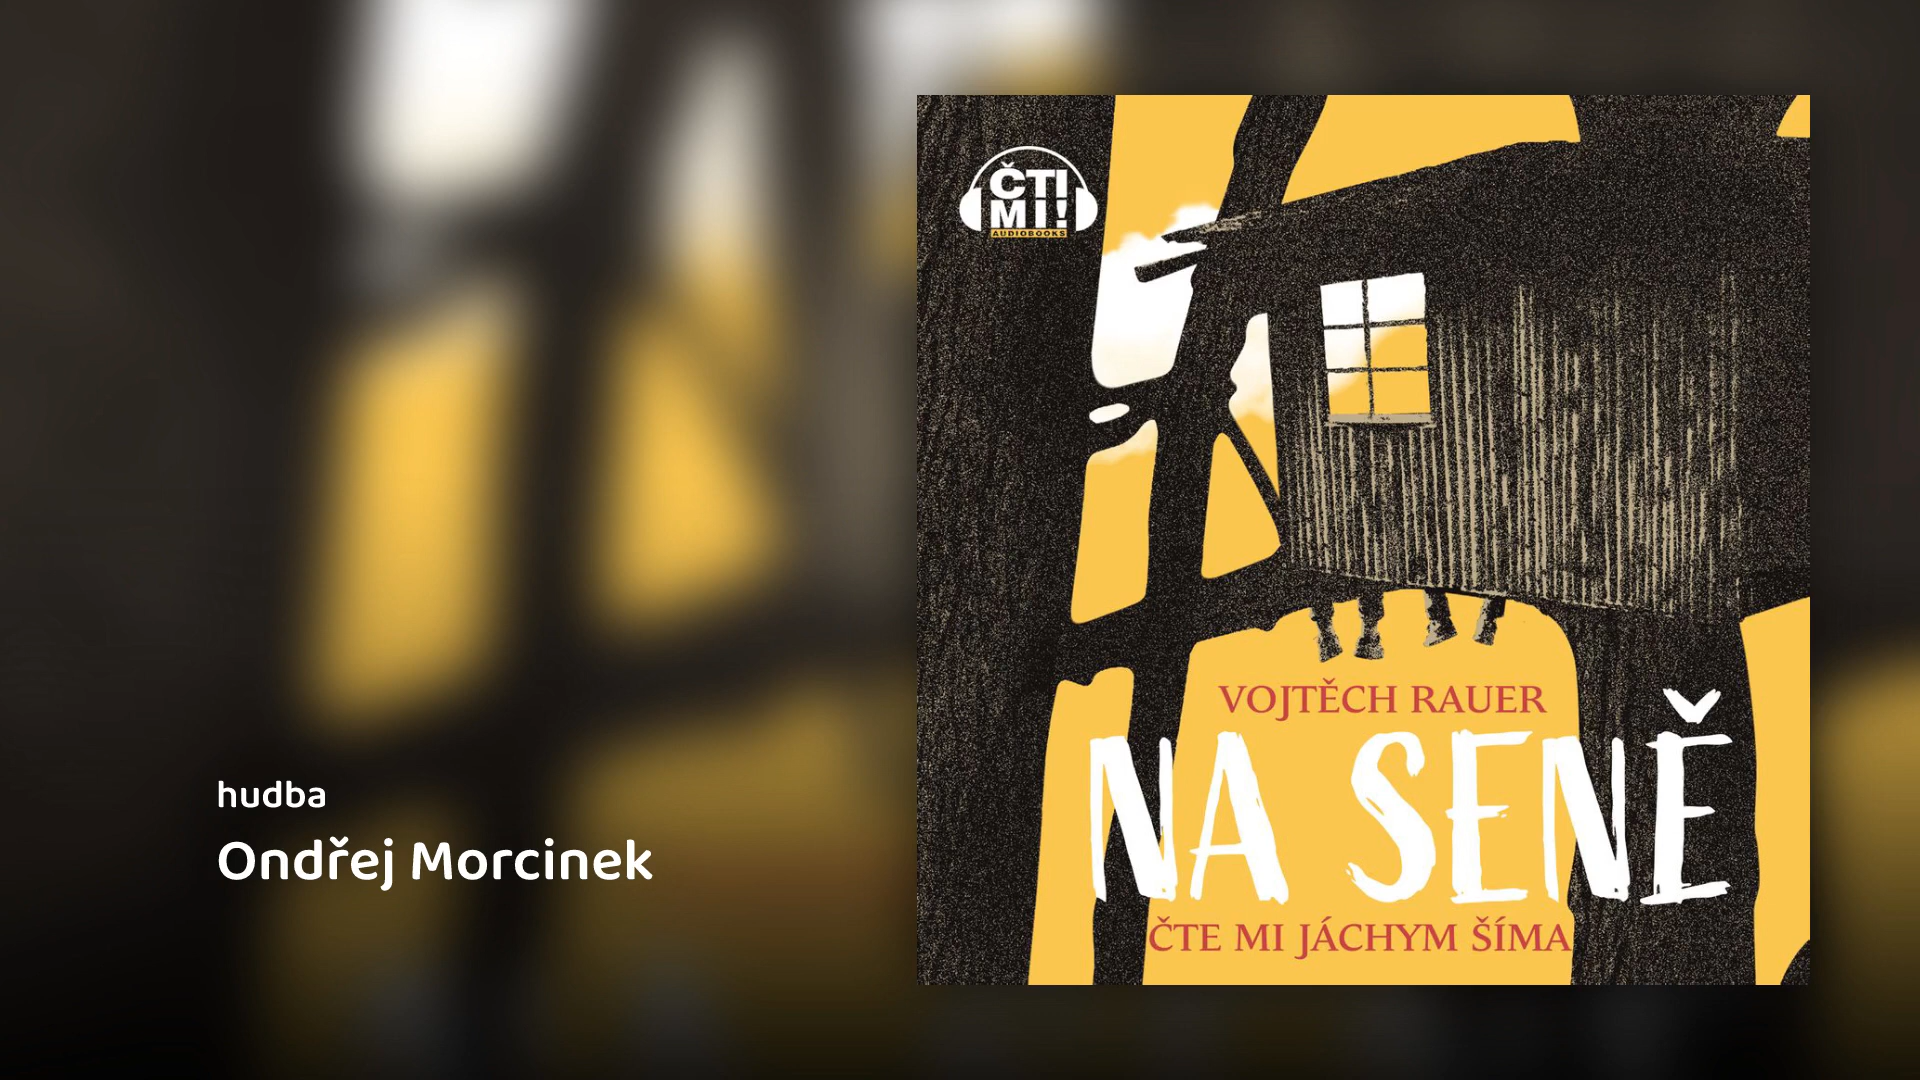 hudba
Ondřej Morcinek
ČTI
MI!
AUDIOBOOKS
VOJTĚCH RAUER
NA SENĚ
ČTE MI JÁCHYM ŠÍMA